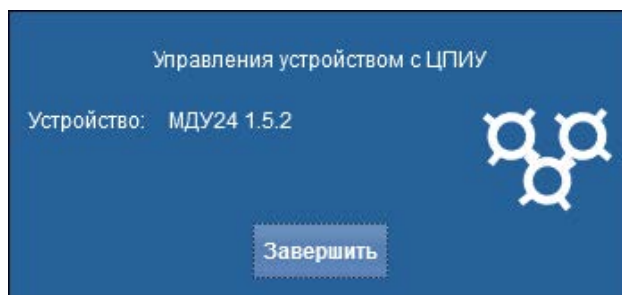 Управления устройством с ЦПИУ
Устройство: МДУ24 1.5.2
Завершить